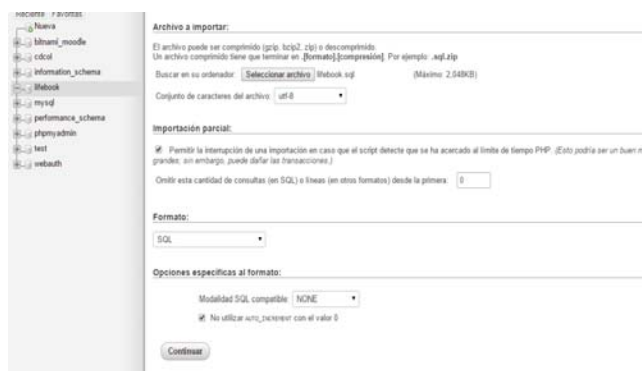 Reciente Favoritas
Nueva
bitnami_moodle
cdcol
information_schema
lifebook
mysql
performance_schema
phpmyadmin
test
webauth
Archivo a importar:
El archivo puede ser comprimido (gzip, bzip2, zip) o descomprimido.
Un archivo comprimido tiene que terminar en .[formato].[compresión]. Por ejemplo: .sql.zip
Buscar en su ordenador: Seleccionar archivo lifebook.sql (Máximo: 2,048KB)
Conjunto de caracteres del archivo: utf-8
Importación parcial:
Permitir la interrupción de una importación en caso que el script detecte que se ha acercado al límite de tiempo PHP. (Esto podría ser un buen
grandes; sin embargo, puede dañar las transacciones.)
Omitir esta cantidad de consultas (en SQL) o líneas (en otros formatos) desde la primera: 0
Formato:
SQL
Opciones específicas al formato:
Modalidad SQL compatible: NONE
No utilizar AUTO_INCREMENT con el valor 0
Continuar